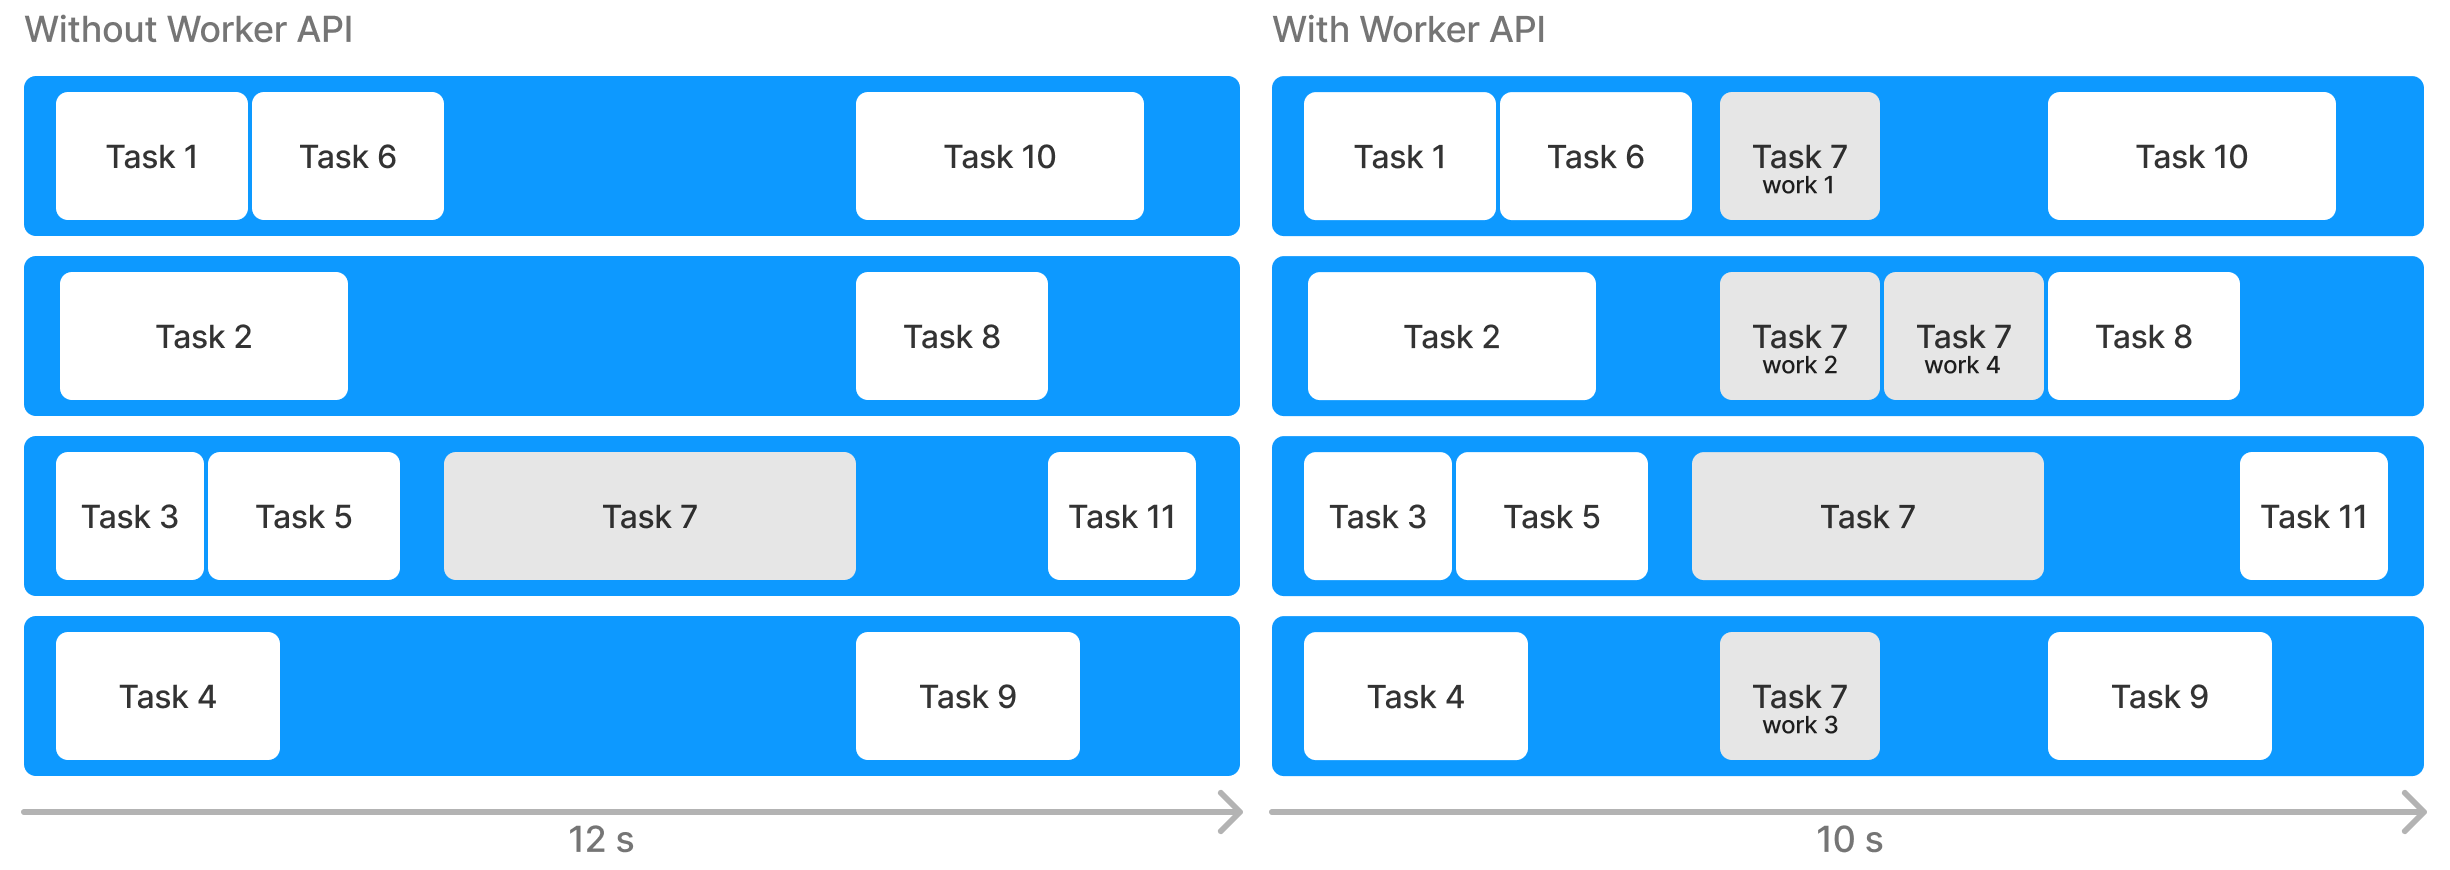 Without Worker API
Task 1
Task 6
Task 10
Task 2
Task 8
Task 3
Task 5
Task 7
Task 11
Task 4
Task 9
12 s
With Worker API
Task 1
Task 6
Task 7
work 1
Task 10
Task 2
Task 7
work 2
Task 7
work 4
Task 8
Task 3
Task 5
Task 7
Task 11
Task 4
Task 7
work 3
Task 9
10 s